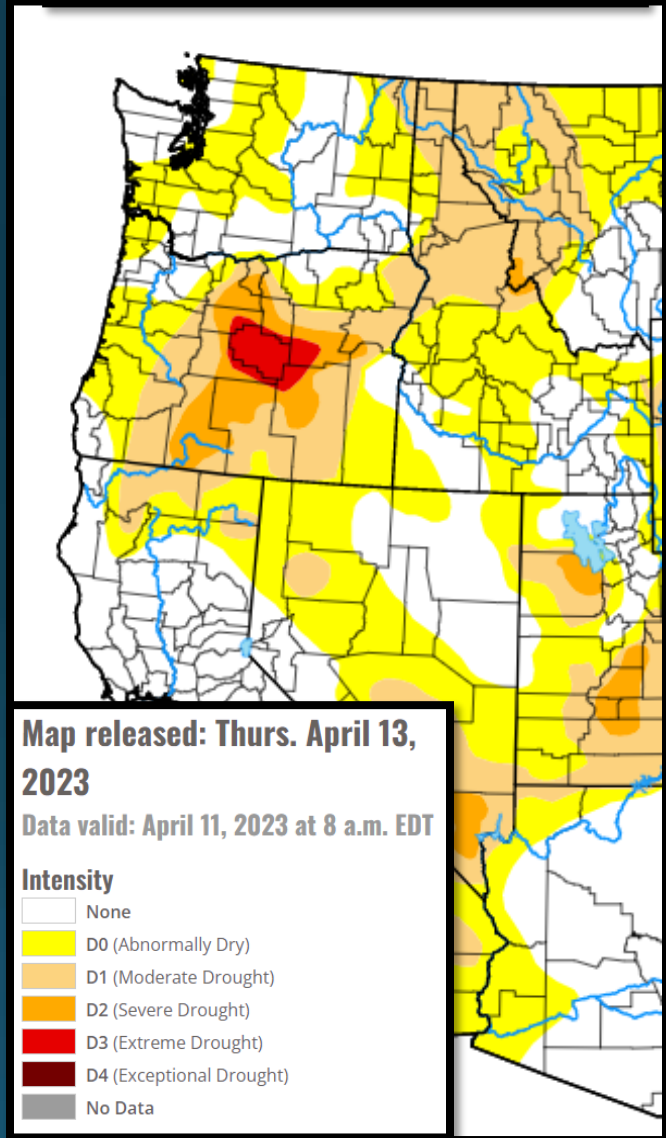 Map released: Thurs. April 13,
2023
Data valid: April 11, 2023 at 8 a.m. EDT
Intensity
None
D0 (Abnormally Dry)
D1 (Moderate Drought)
D2 (Severe Drought)
D3 (Extreme Drought)
D4 (Exceptional Drought)
No Data